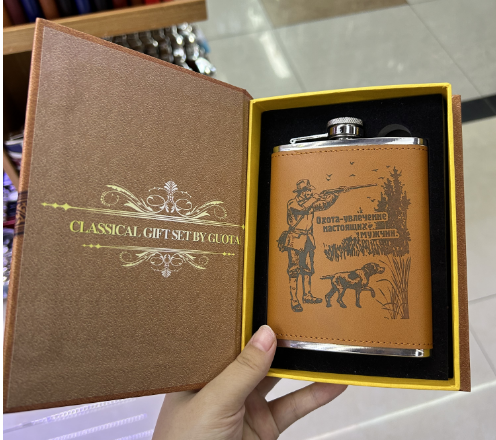 CLASSICAL GIFT SET BY GUOTA
Охота-увлечение
настоящих
мужчин.